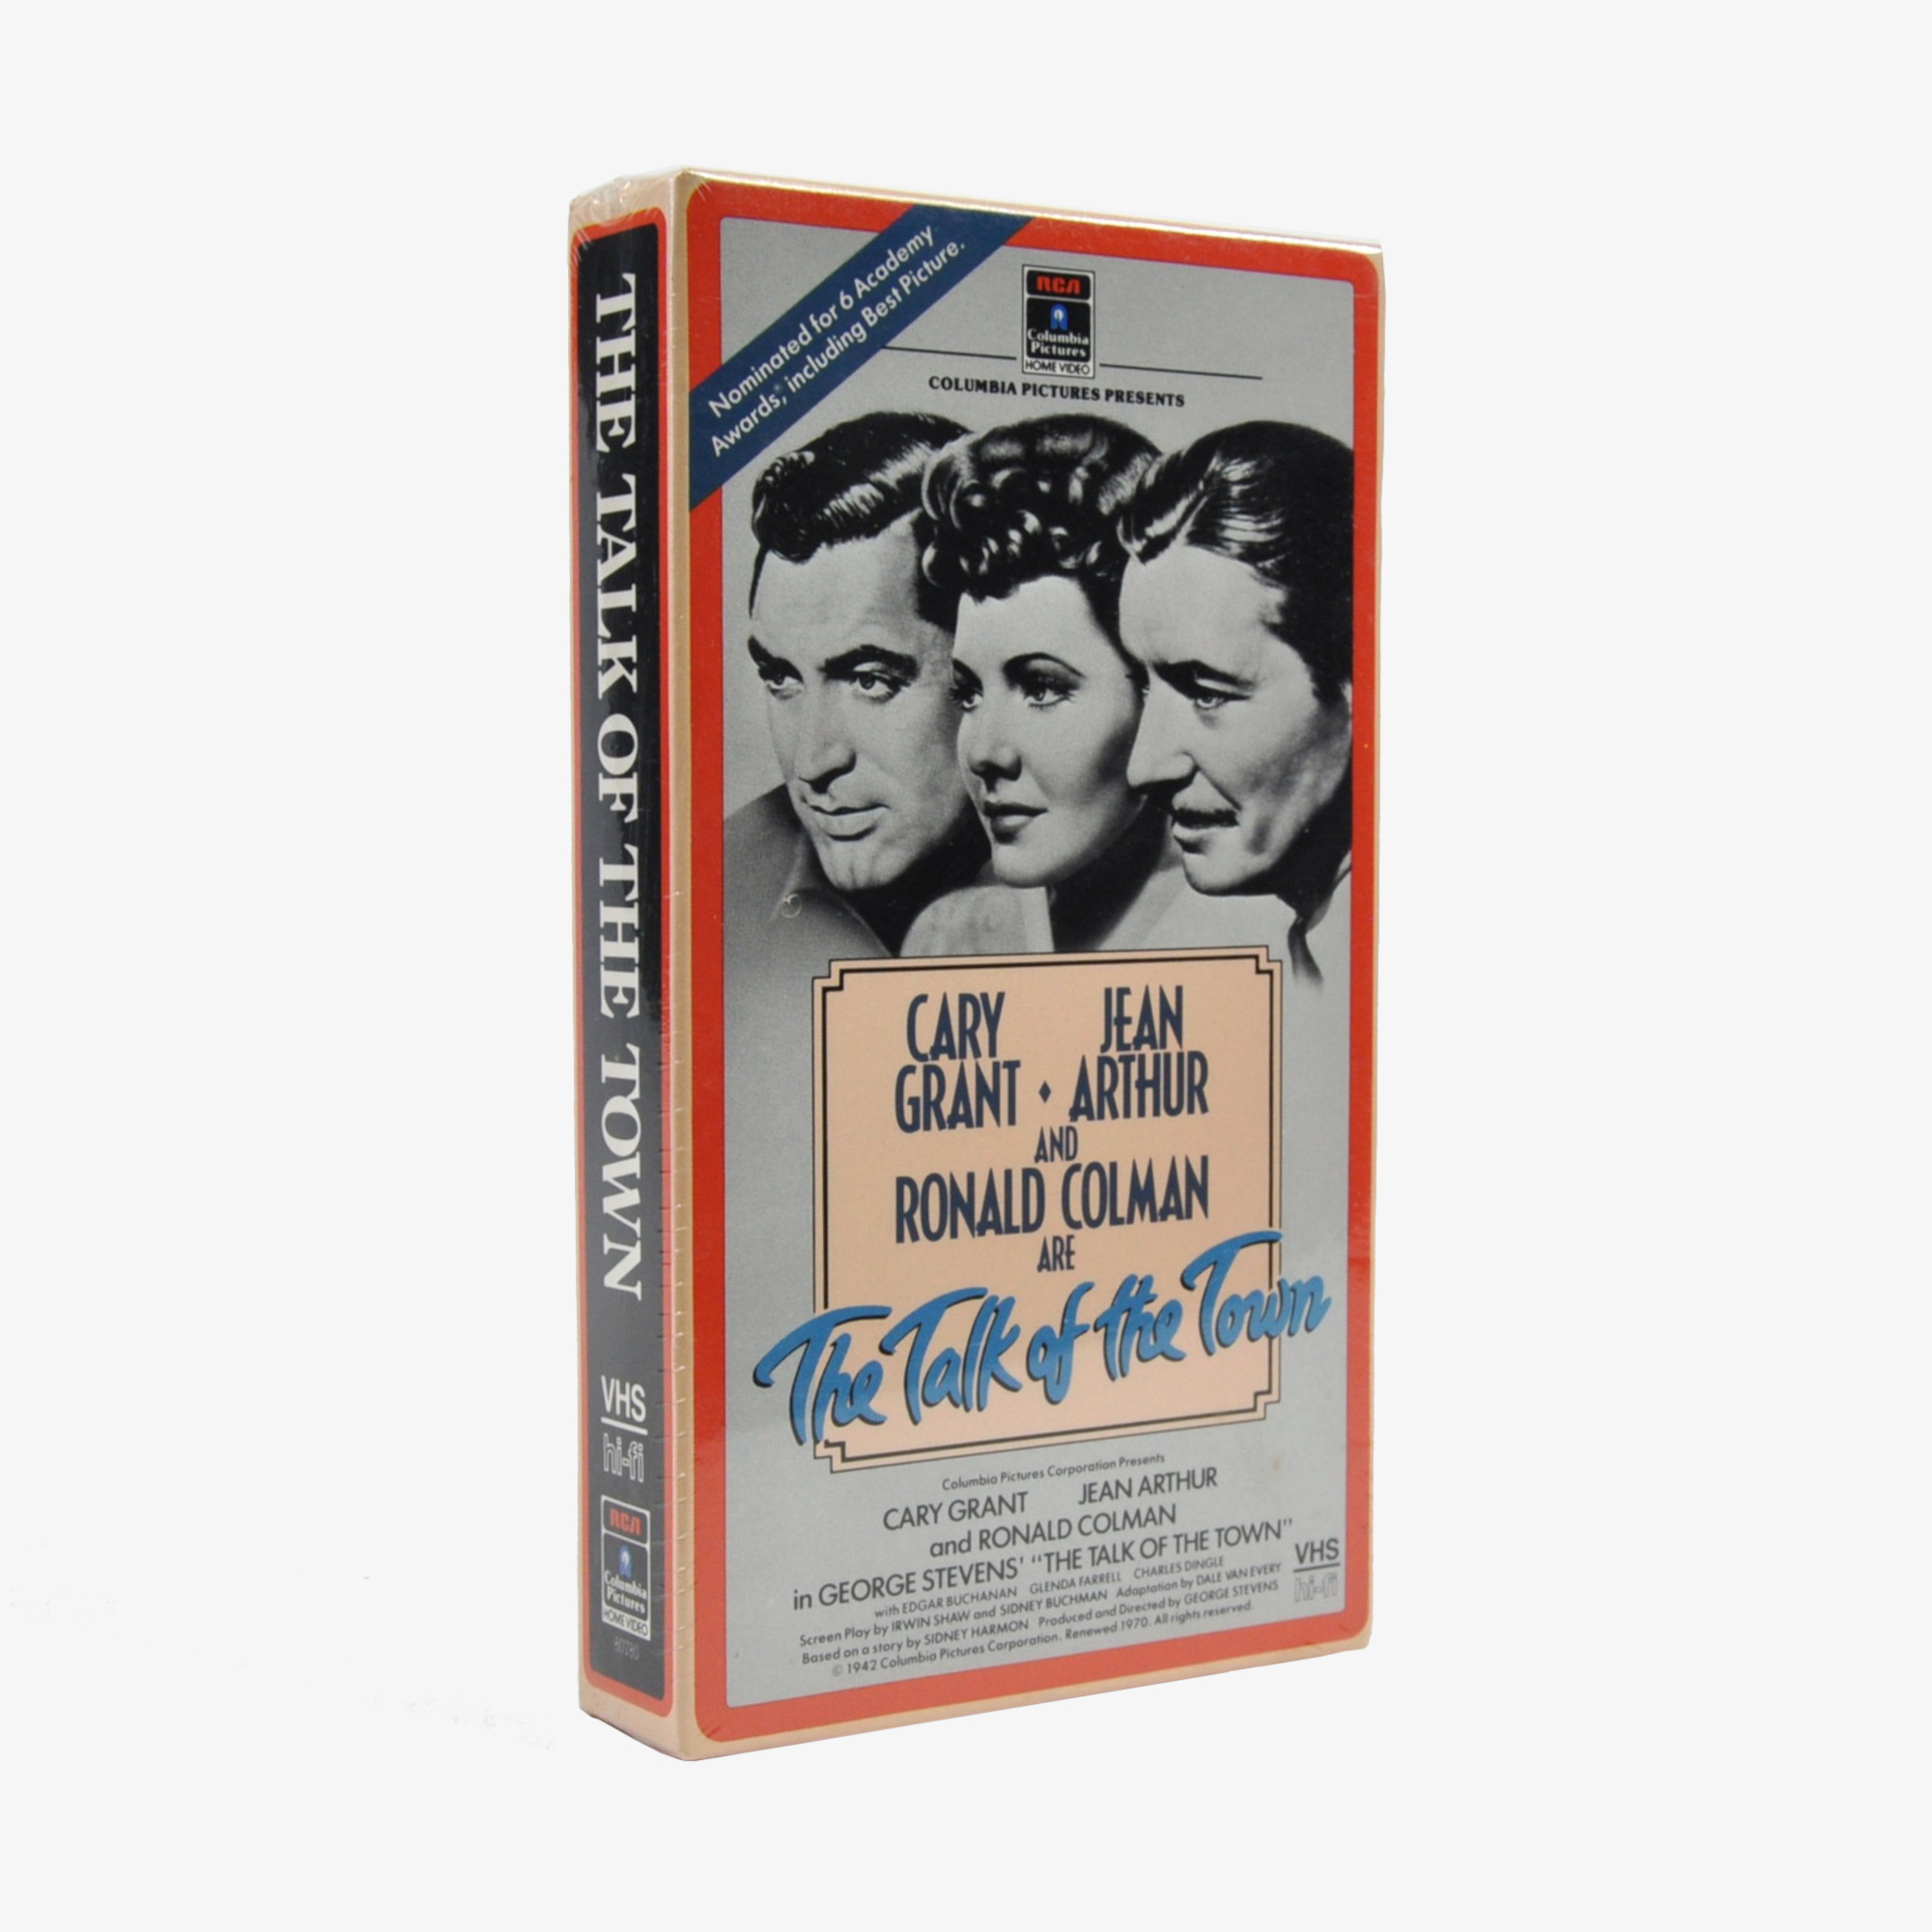 THE TALK OF THE TOWN
VHS
hi-fi
RCA
Columbia
Pictures
HOME VIDEO
60180
Nominated for 6 Academy
Awards, including Best Picture.
RCA
Columbia
Pictures
HOME VIDEO
COLUMBIA PICTURES PRESENTS
CARY JEAN
GRANT • ARTHUR
AND
RONALD COLMAN
ARE
The Talk of the Town
Columbia Pictures Corporation Presents
CARY GRANT JEAN ARTHUR
and RONALD COLMAN
in GEORGE STEVENS' "THE TALK OF THE TOWN"
with EDGAR BUCHANAN GLENDA FARRELL CHARLES DINGLE
Screen Play by IRWIN SHAW and SIDNEY BUCHMAN Adaptation by DALE VAN EVERY
Based on a story by SIDNEY HARMON Produced and Directed by GEORGE STEVENS
© 1942 Columbia Pictures Corporation. Renewed 1970. All rights reserved.
VHS
hi-fi